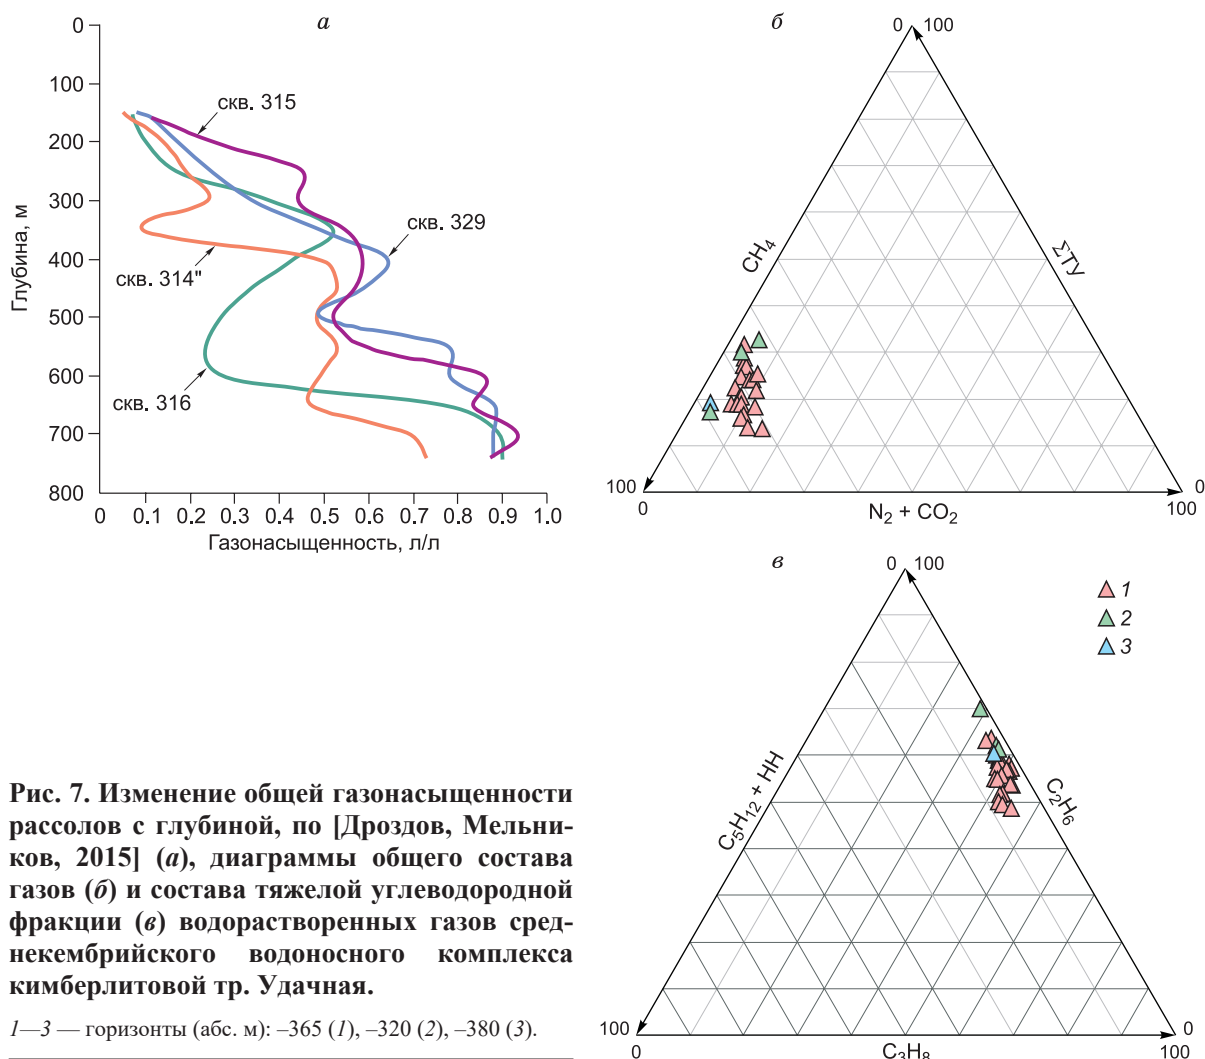 а
0
100
200
300
400
500
600
700
800
Глубина, м
0 0.1 0.2 0.3 0.4 0.5 0.6 0.7 0.8 0.9 1.0
Газонасыщенность, л/л
скв. 315
скв. 329
скв. 314"
скв. 316
б
0 100
CH4
ΣТУ
100 0
0 100
N2 + CO2
в
0 100
1
2
3
C5H12 + НН
C2H6
100 0
0 100
C3H8
Рис. 7. Изменение общей газонасыщенности
рассолов с глубиной, по [Дроздов, Мельни-
ков, 2015] (а), диаграммы общего состава
газов (б) и состава тяжелой углеводородной
фракции (в) водорастворенных газов сред-
некембрийского водоносного комплекса
кимберлитовой тр. Удачная.
1—3 — горизонты (абс. м): –365 (1), –320 (2), –380 (3).